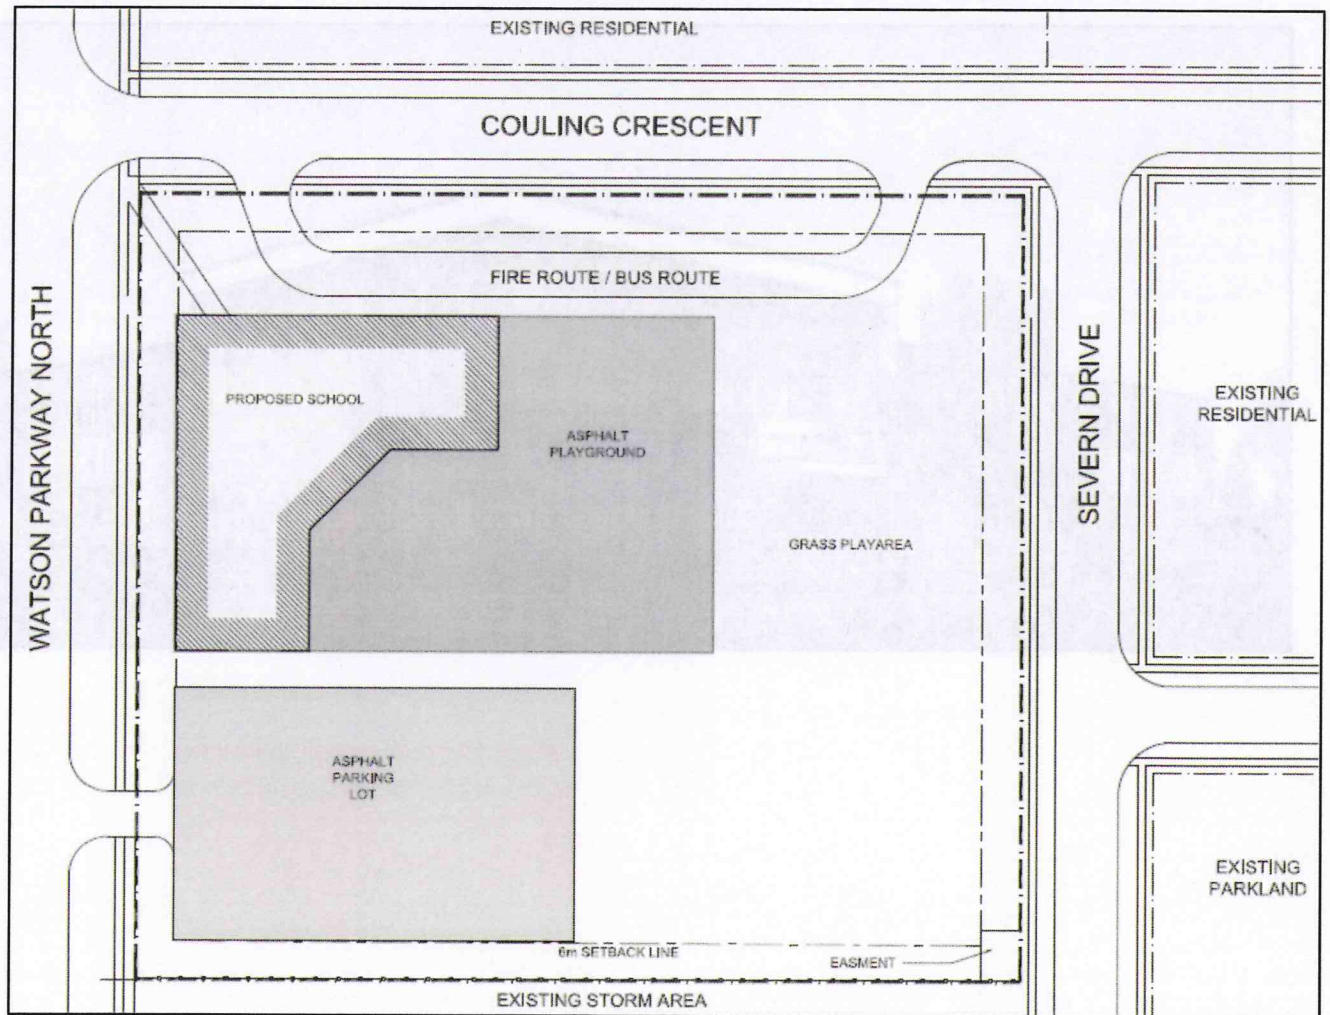 EXISTING RESIDENTIAL
COULING CRESCENT
FIRE ROUTE / BUS ROUTE
WATSON PARKWAY NORTH
PROPOSED SCHOOL
ASPHALT
PLAYGROUND
GRASS PLAYAREA
SEVERN DRIVE
EXISTING
RESIDENTIAL
ASPHALT
PARKING
LOT
EXISTING
PARKLAND
6m SETBACK LINE
EASMENT
EXISTING STORM AREA